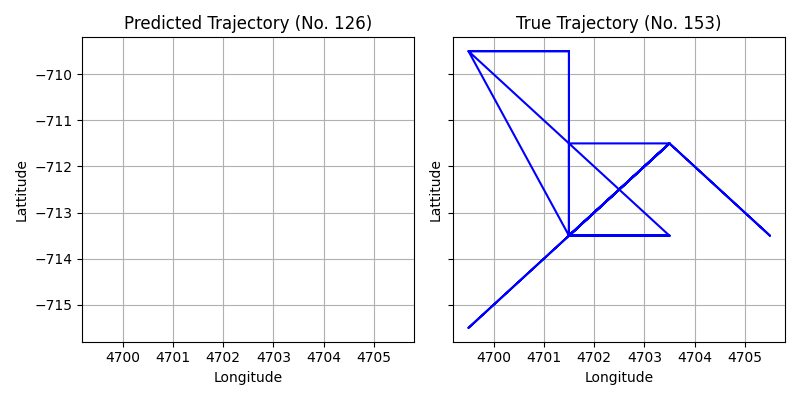 Predicted Trajectory (No. 126)
True Trajectory (No. 153)
Lattitude
−710
−711
−712
−713
−714
−715
4700 4701 4702 4703 4704 4705
Longitude
Lattitude
4700 4701 4702 4703 4704 4705
Longitude